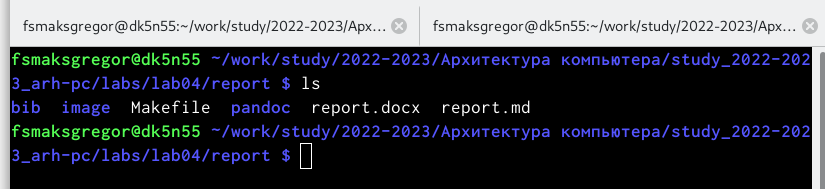 fsmaksgregor@dk5n55:~/work/study/2022-2023/Арх...
fsmaksgregor@dk5n55:~/work/study/2022-2023/Арх...
fsmaksgregor@dk5n55 ~/work/study/2022-2023/Архитектура компьютера/study_2022-202
3_arh-pc/labs/lab04/report $ ls
bib image Makefile pandoc report.docx report.md
fsmaksgregor@dk5n55 ~/work/study/2022-2023/Архитектура компьютера/study_2022-202
3_arh-pc/labs/lab04/report $